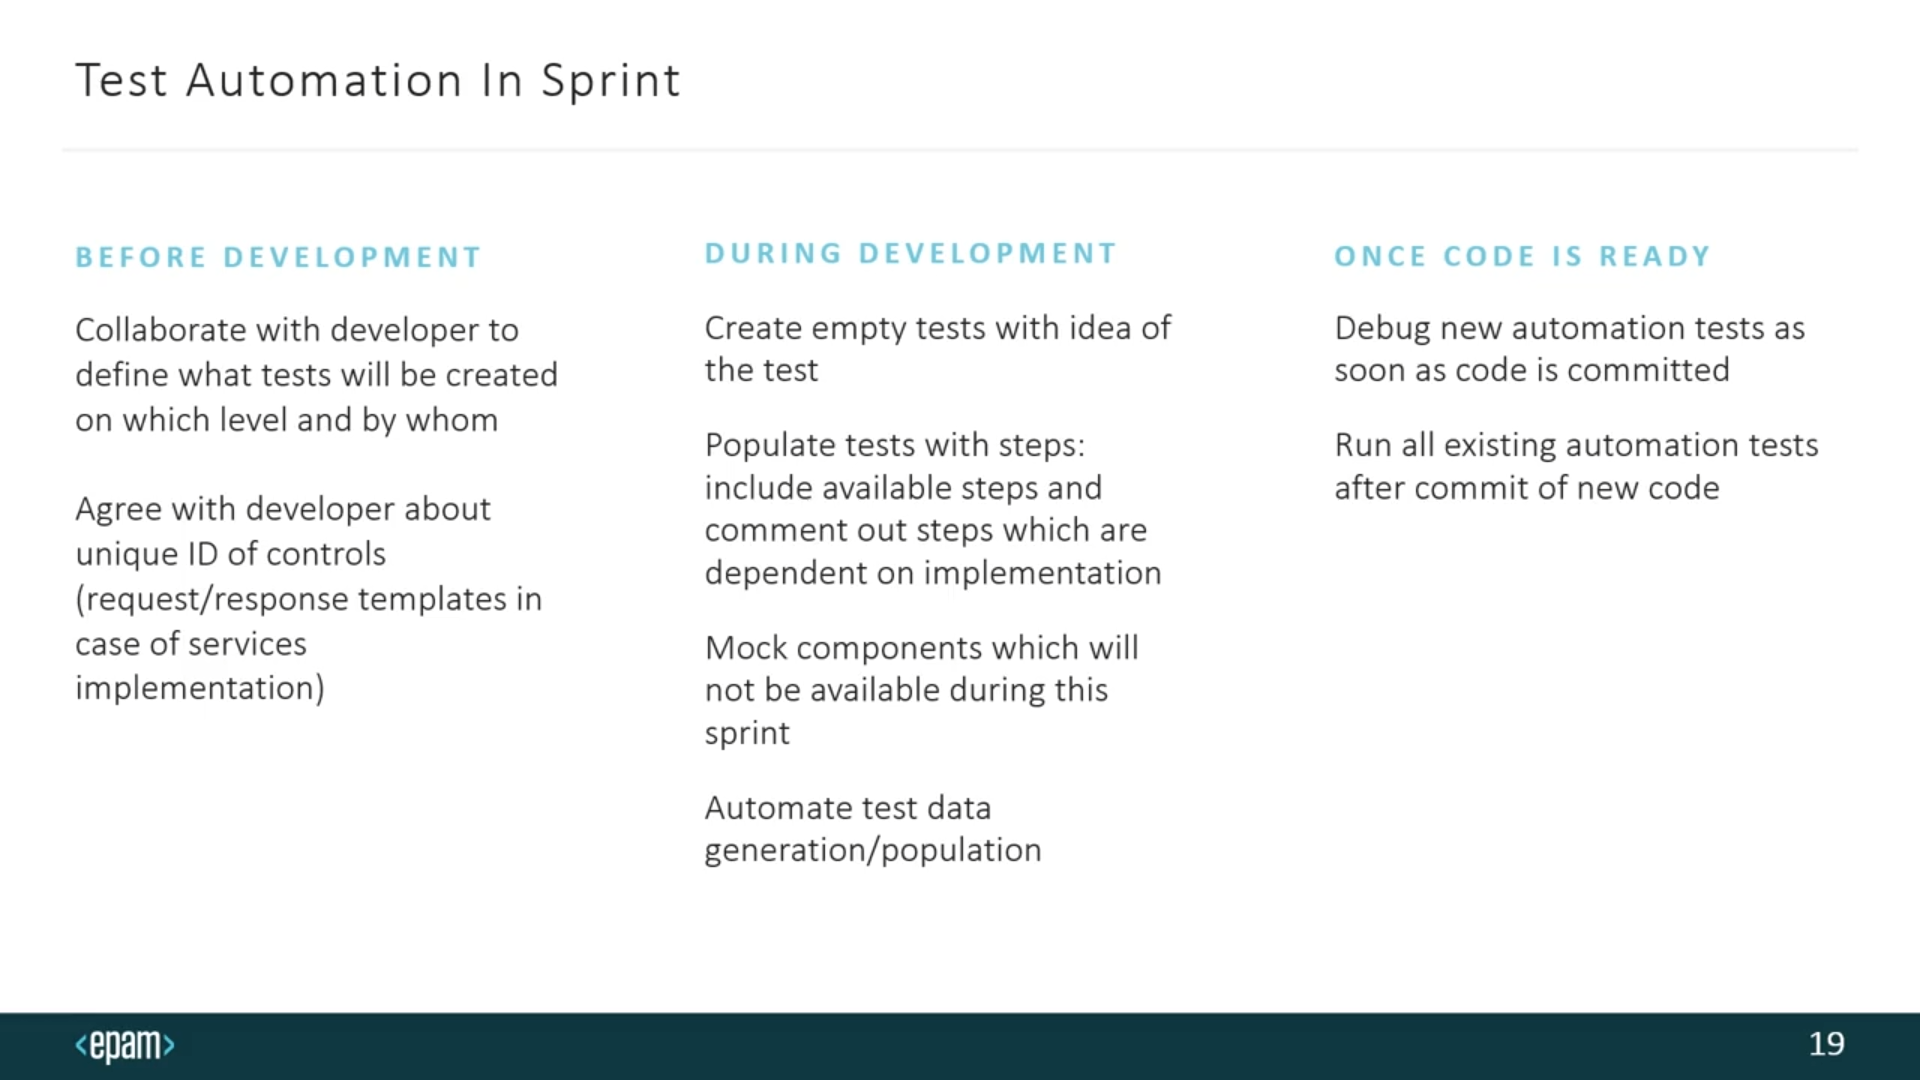 Test Automation In Sprint
BEFORE DEVELOPMENT
Collaborate with developer to
define what tests will be created
on which level and by whom
Agree with developer about
unique ID of controls
(request/response templates in
case of services
implementation)
DURING DEVELOPMENT
Create empty tests with idea of
the test
Populate tests with steps:
include available steps and
comment out steps which are
dependent on implementation
Mock components which will
not be available during this
sprint
Automate test data
generation/population
ONCE CODE IS READY
Debug new automation tests as
soon as code is committed
Run all existing automation tests
after commit of new code
<epam>
19